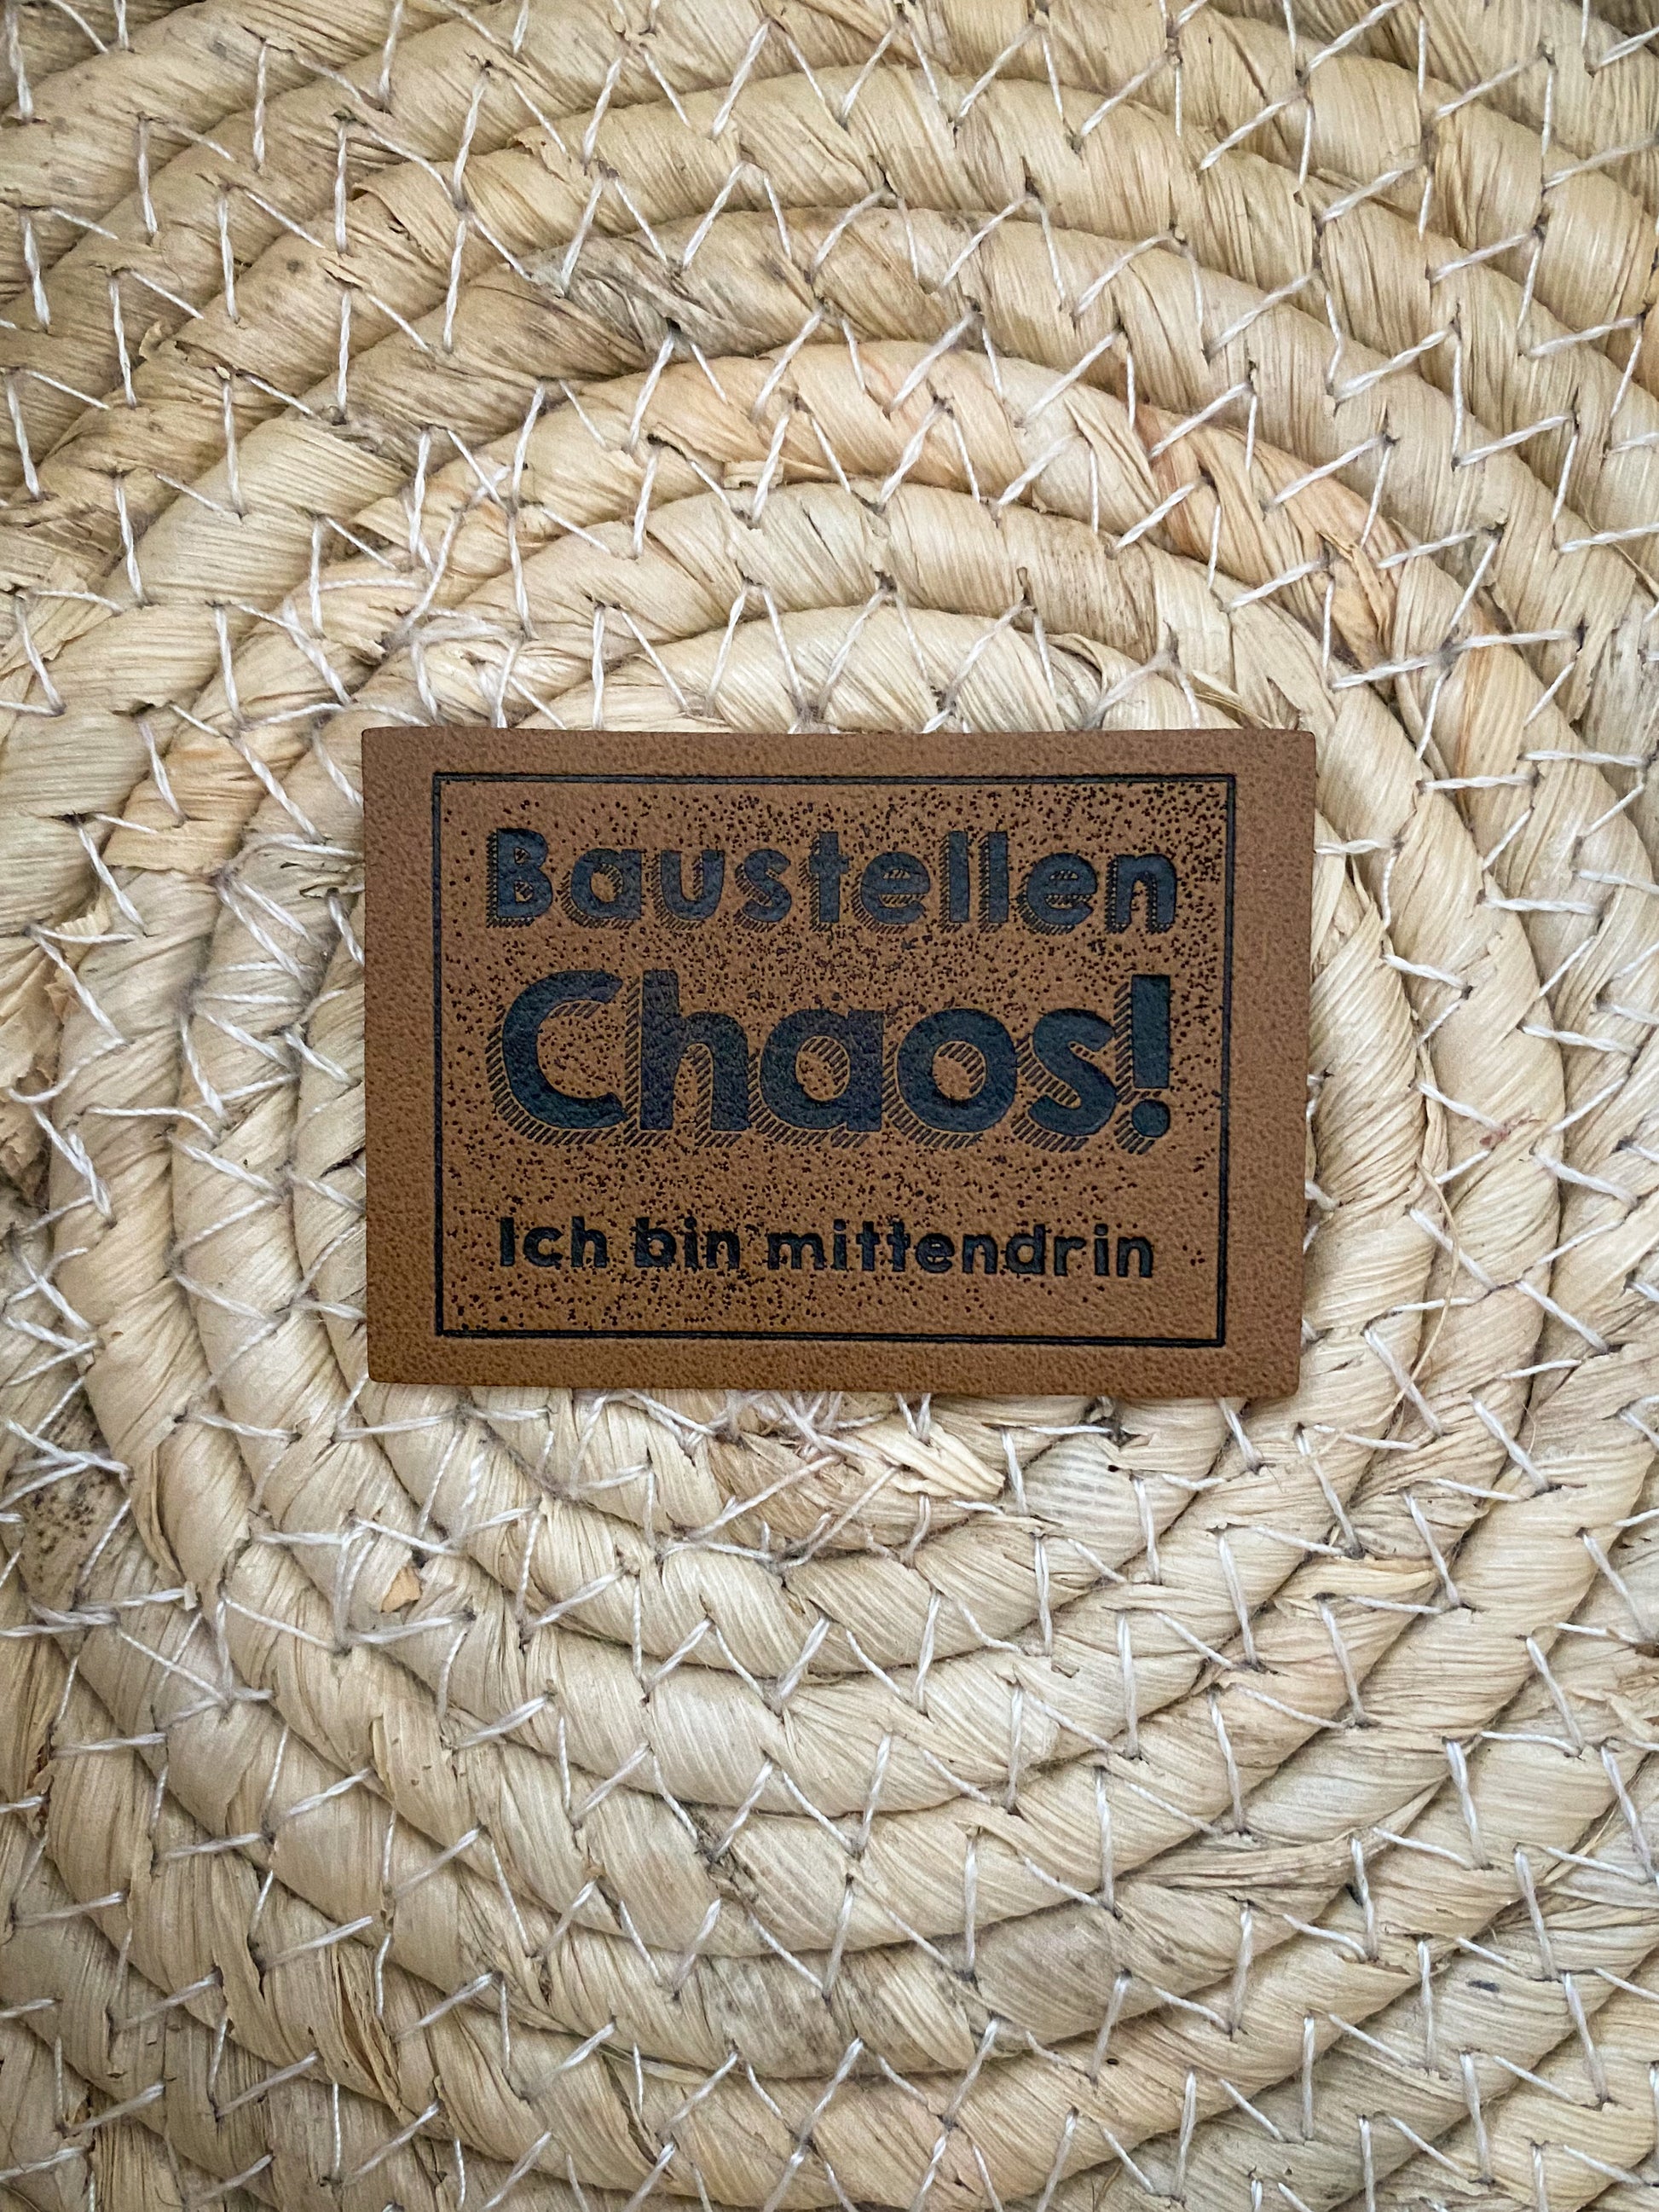 Baustellen
Chaos!
Ich bin mittendrin